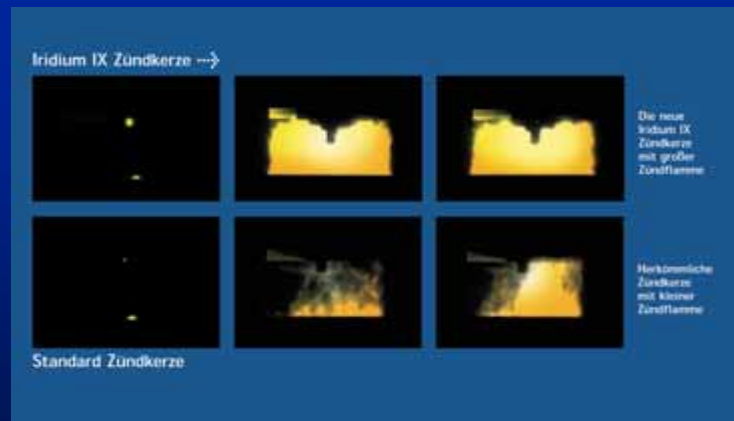 Iridium IX Zündkerze --->
Die neue
Iridium IX
Zündkerze
mit großer
Zündflamme
Herkömmliche
Zündkerze
mit kleiner
Zündflamme
Standard Zündkerze